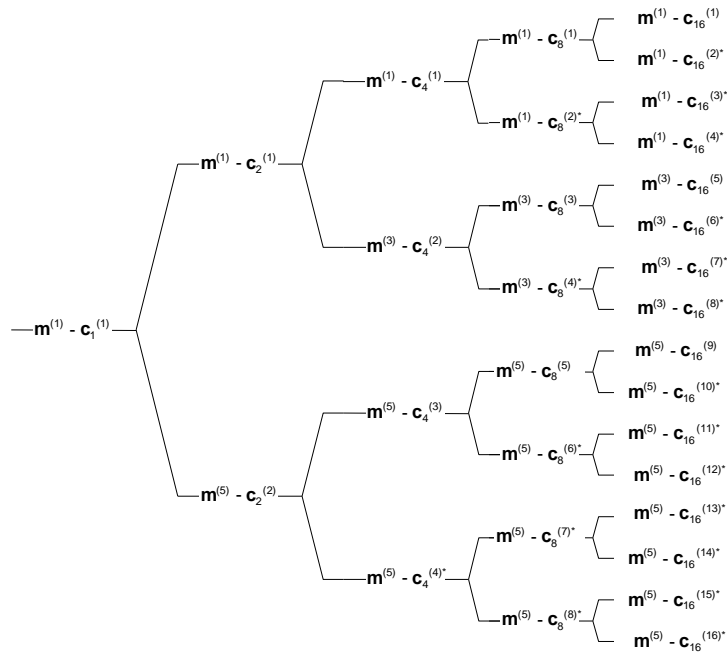 m(1) - c1(1)
m(1) - c2(1)
m(5) - c2(2)
m(1) - c4(1)
m(3) - c4(2)
m(5) - c4(3)
m(5) - c4(4)*
m(1) - c8(1)
m(1) - c8(2)*
m(3) - c8(3)
m(3) - c8(4)*
m(5) - c8(5)
m(5) - c8(6)*
m(5) - c8(7)*
m(5) - c8(8)*
m(1) - c16(1)
m(1) - c16(2)*
m(1) - c16(3)*
m(1) - c16(4)*
m(3) - c16(5)
m(3) - c16(6)*
m(3) - c16(7)*
m(3) - c16(8)*
m(5) - c16(9)
m(5) - c16(10)*
m(5) - c16(11)*
m(5) - c16(12)*
m(5) - c16(13)*
m(5) - c16(14)*
m(5) - c16(15)*
m(5) - c16(16)*